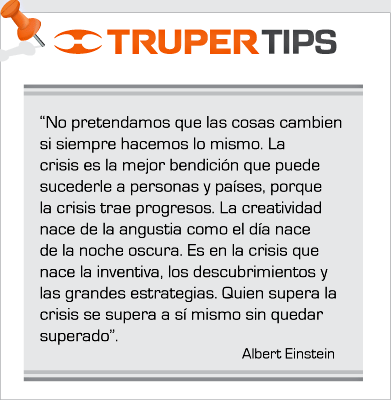 TRUPER TIPS
“No pretendamos que las cosas cambien
si siempre hacemos lo mismo. La
crisis es la mejor bendición que puede
sucederle a personas y países, porque
la crisis trae progresos. La creatividad
nace de la angustia como el día nace
de la noche oscura. Es en la crisis que
nace la inventiva, los descubrimientos y
las grandes estrategias. Quien supera la
crisis se supera a sí mismo sin quedar
superado”.
Albert Einstein